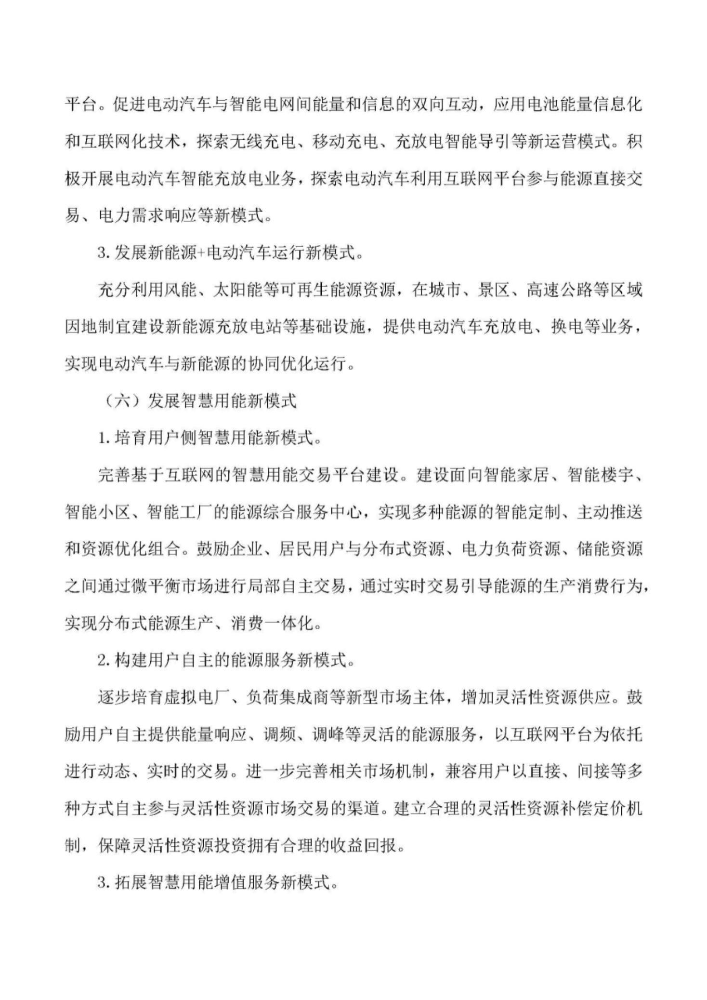 平台。促进电动汽车与智能电网间能量和信息的双向互动，应用电池能量信息化
和互联网化技术，探索无线充电、移动充电、充放电智能导引等新运营模式。积
极开展电动汽车智能充放电业务，探索电动汽车利用互联网平台参与能源直接交
易、电力需求响应等新模式。
3.发展新能源+电动汽车运行新模式。
充分利用风能、太阳能等可再生能源资源，在城市、景区、高速公路等区域
因地制宜建设新能源充放电站等基础设施，提供电动汽车充放电、换电等业务，
实现电动汽车与新能源的协同优化运行。
（六）发展智慧用能新模式
1.培育用户侧智慧用能新模式。
完善基于互联网的智慧用能交易平台建设。建设面向智能家居、智能楼宇、
智能小区、智能工厂的能源综合服务中心，实现多种能源的智能定制、主动推送
和资源优化组合。鼓励企业、居民用户与分布式资源、电力负荷资源、储能资源
之间通过微平衡市场进行局部自主交易，通过实时交易引导能源的生产消费行为，
实现分布式能源生产、消费一体化。
2.构建用户自主的能源服务新模式。
逐步培育虚拟电厂、负荷集成商等新型市场主体，增加灵活性资源供应。鼓
励用户自主提供能量响应、调频、调峰等灵活的能源服务，以互联网平台为依托
进行动态、实时的交易。进一步完善相关市场机制，兼容用户以直接、间接等多
种方式自主参与灵活性资源市场交易的渠道。建立合理的灵活性资源补偿定价机
制，保障灵活性资源投资拥有合理的收益回报。
3.拓展智慧用能增值服务新模式。